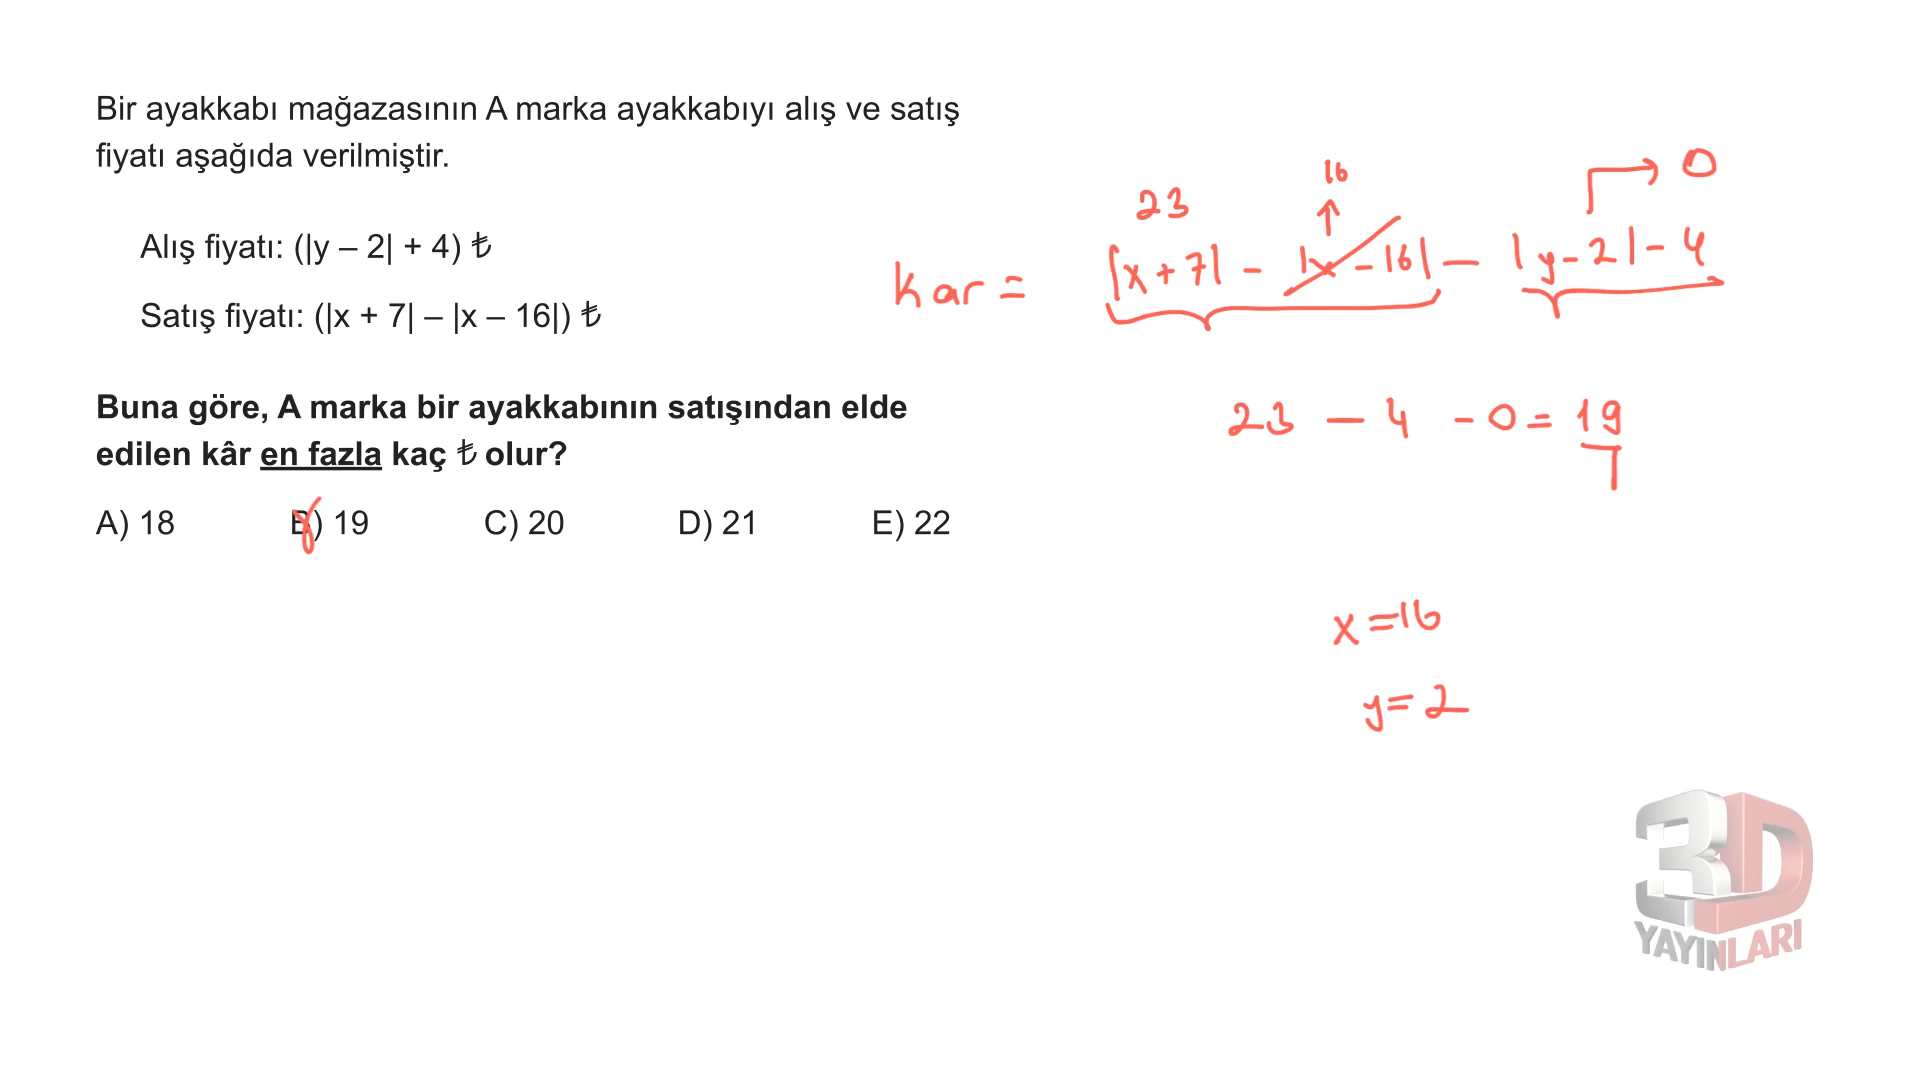 Bir ayakkabı mağazasının A marka ayakkabıyı alış ve satış
fiyatı aşağıda verilmiştir.
Alış fiyatı: (|y – 2| + 4) ₺
Satış fiyatı: (|x + 7| – |x – 16|) ₺
Buna göre, A marka bir ayakkabının satışından elde
edilen kâr en fazla kaç ₺ olur?
A) 18 B) 19 C) 20 D) 21 E) 22
23 16 0
kar = |x + 7| - |x - 16| - |y - 2| - 4
23 - 4 - 0 = 19
x = 16
y = 2
3D
YAYINLARI